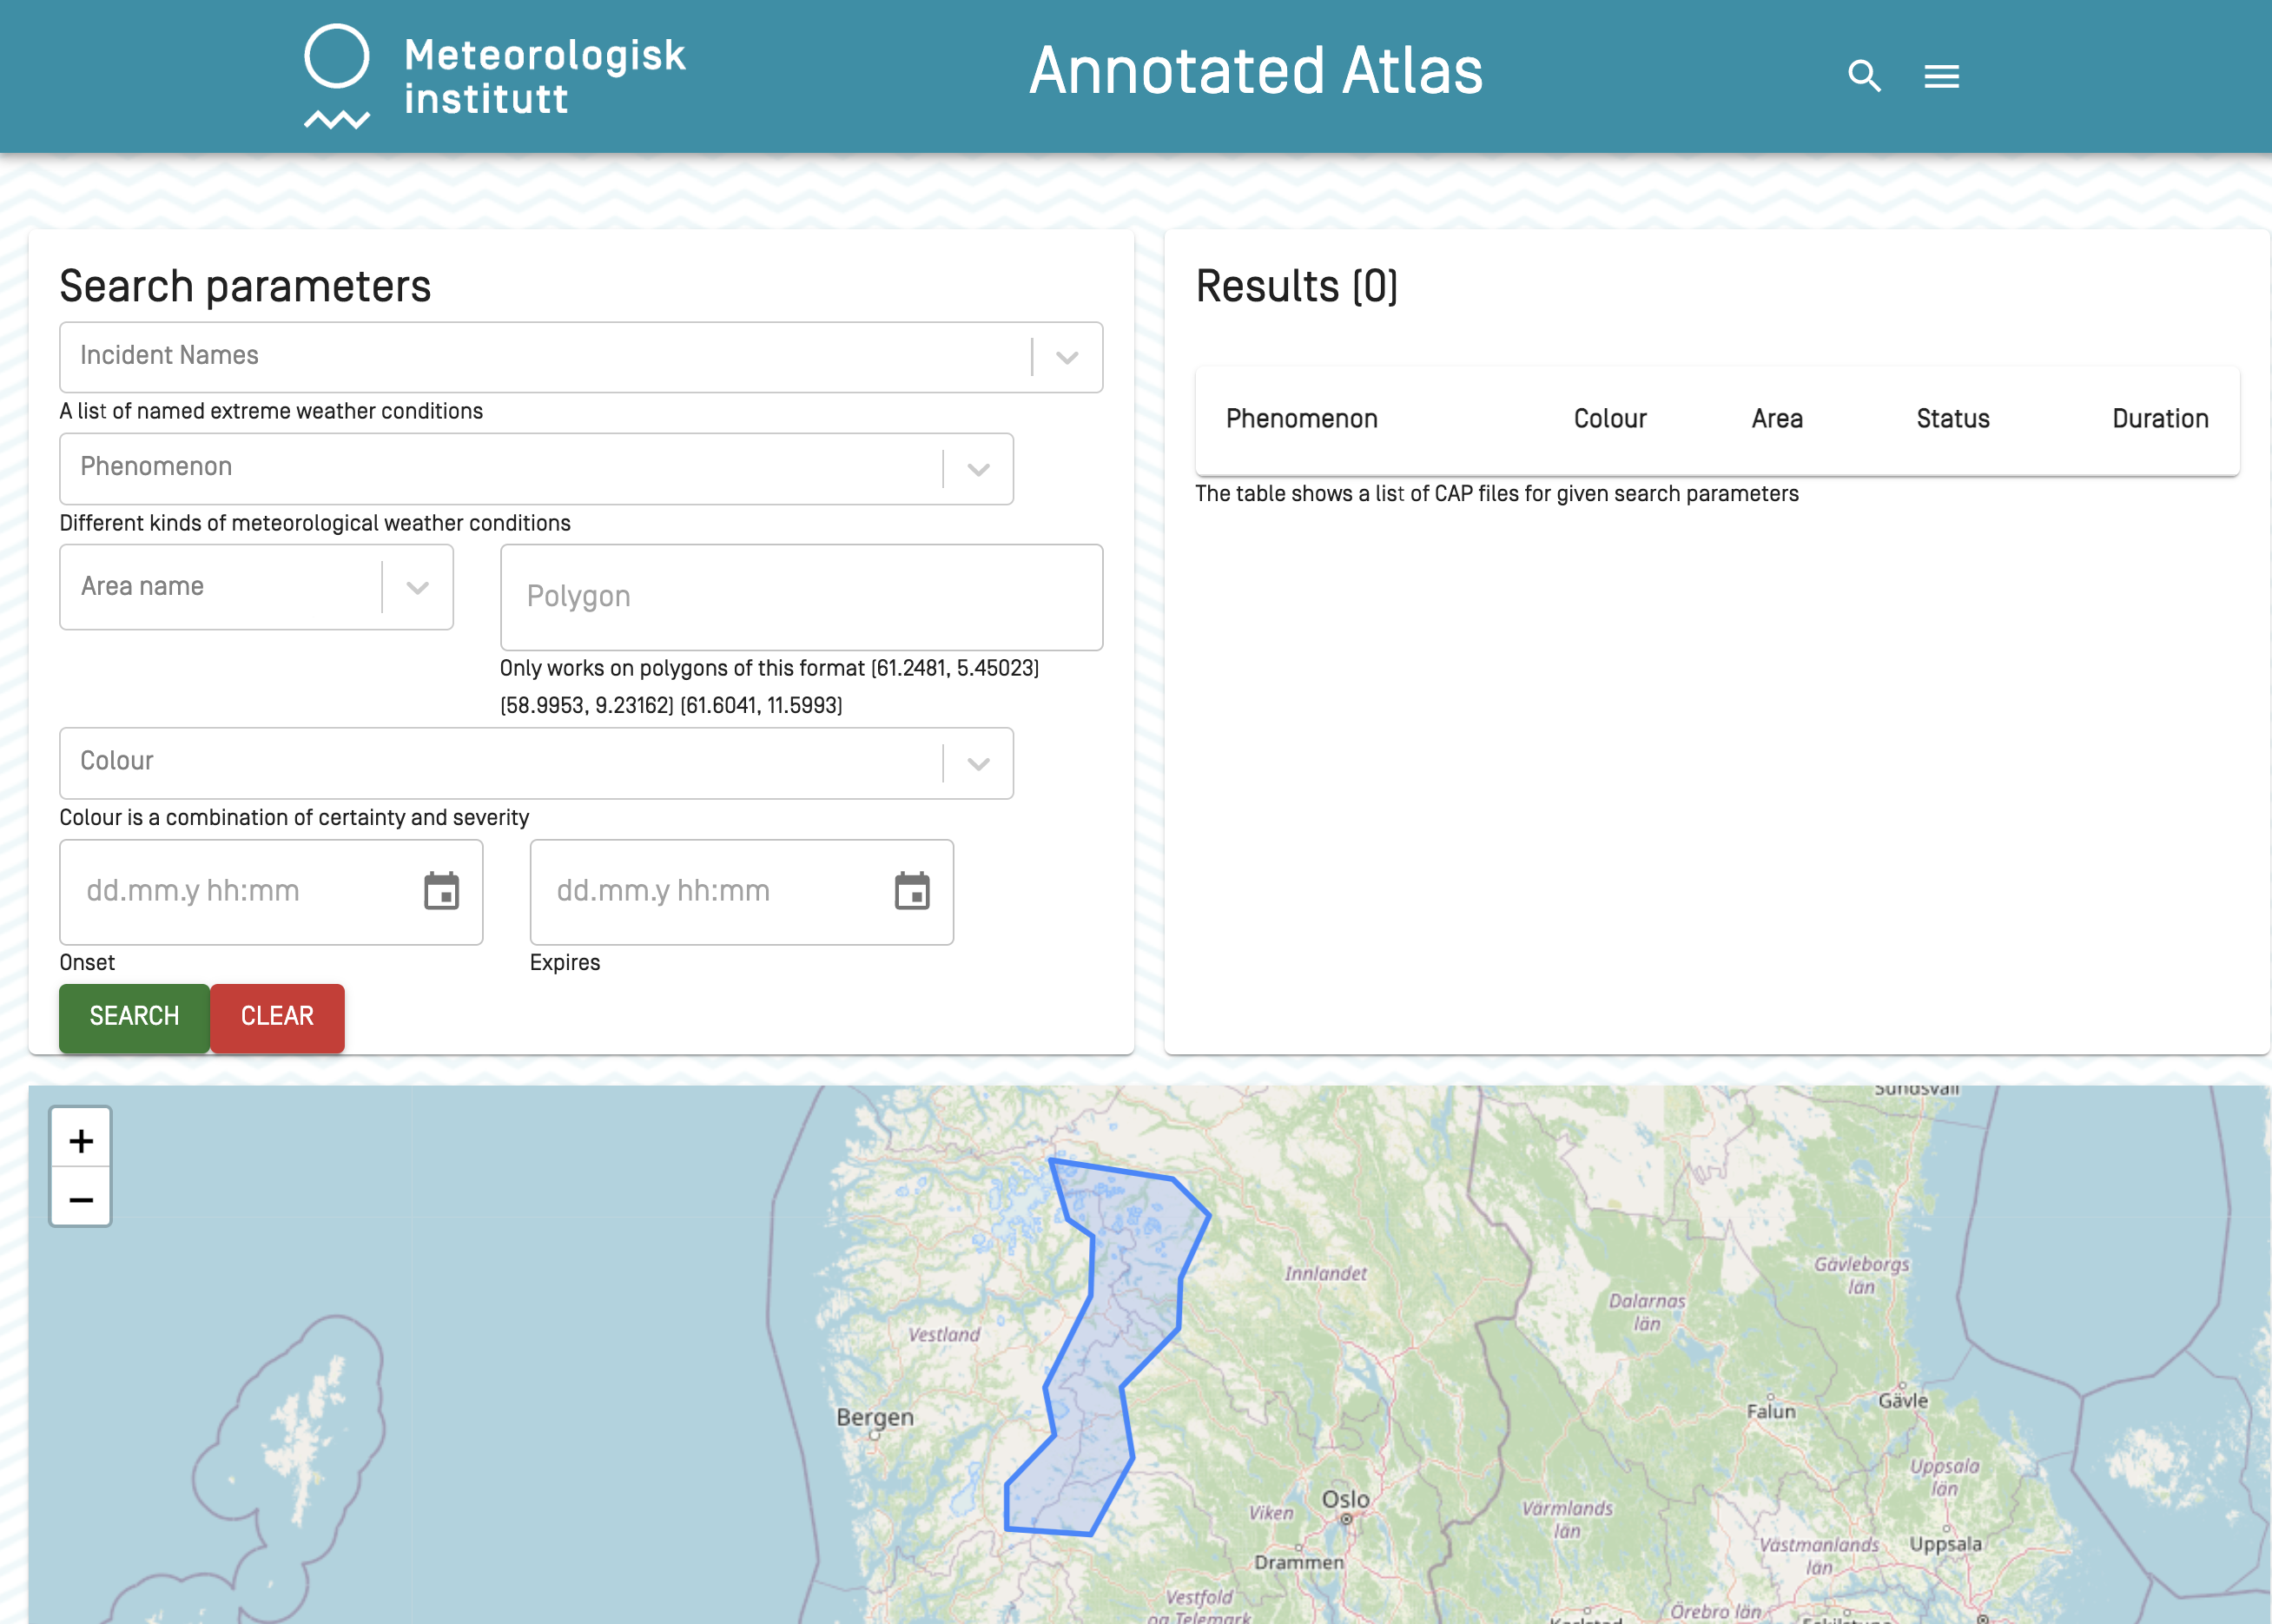 Meteorologisk
institutt
Annotated Atlas
Search parameters
Incident Names
A list of named extreme weather conditions
Phenomenon
Different kinds of meteorological weather conditions
Area name
Polygon
Only works on polygons of this format (61.2481, 5.45023)
(58.9953, 9.23162) (61.6041, 11.5993)
Colour
Colour is a combination of certainty and severity
dd.mm.y hh:mm
dd.mm.y hh:mm
Onset
Expires
SEARCH
CLEAR
Results (0)
Phenomenon
Colour
Area
Status
Duration
The table shows a list of CAP files for given search parameters
+
−
Sundsvall
Innlandet
Gävleborgs
län
Dalarnas
län
Vestland
Bergen
Falun
Gävle
Uppsala
län
Oslo
Viken
Värmlands
län
Västmanlands
län
Uppsala
Drammen
Vestfold
og Telemark
Örebro län